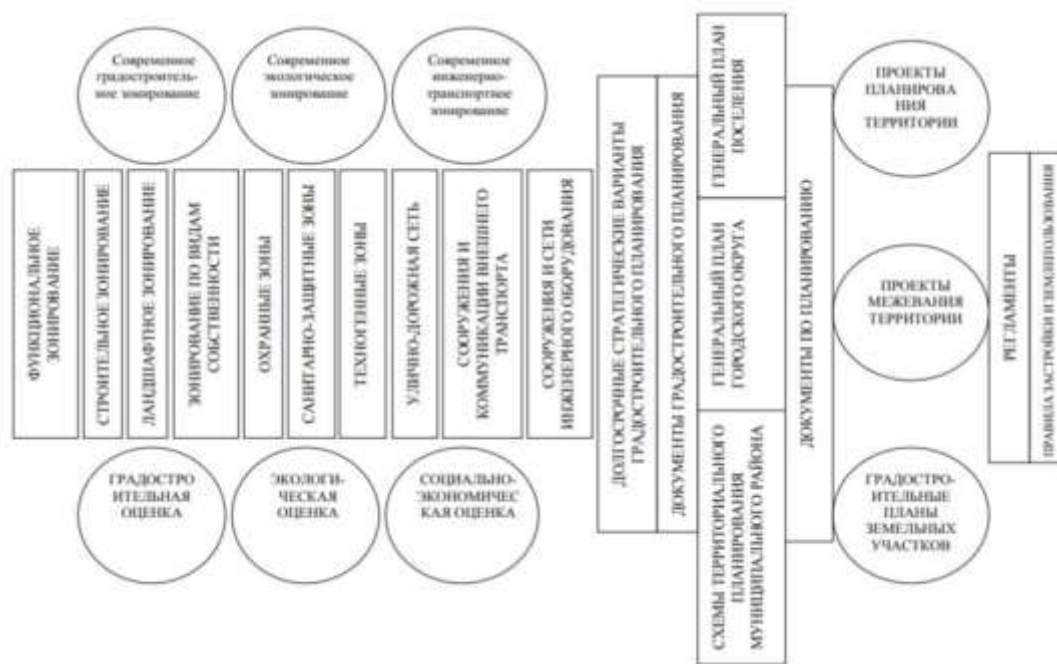 Современное
градостроитель-
ное зонирование
Современное
экологическое
зонирование
Современное
инженерно-
транспортное
зонирование
ФУНКЦИОНАЛЬНОЕ
ЗОНИРОВАНИЕ
СТРОИТЕЛЬНОЕ ЗОНИРОВАНИЕ
ЛАНДШАФТНОЕ ЗОНИРОВАНИЕ
ЗОНИРОВАНИЕ ПО ВИДАМ
СОБСТВЕННОСТИ
ОХРАННЫЕ ЗОНЫ
САНИТАРНО-ЗАЩИТНЫЕ ЗОНЫ
ТЕХНОГЕННЫЕ ЗОНЫ
УЛИЧНО-ДОРОЖНАЯ СЕТЬ
СООРУЖЕНИЯ И
КОММУНИКАЦИИ ВНЕШНЕГО
ТРАНСПОРТА
СООРУЖЕНИЯ И СЕТИ
ИНЖЕНЕРНОГО ОБОРУДОВАНИЯ
ГРАДОСТРО
ИТЕЛЬНАЯ
ОЦЕНКА
ЭКОЛОГИ-
ЧЕСКАЯ
ОЦЕНКА
СОЦИАЛЬНО-
ЭКОНОМИЧЕС
КАЯ ОЦЕНКА
ДОЛГОСРОЧНЫЕ СТРАТЕГИЧЕСКИЕ ВАРИАНТЫ
ГРАДОСТРОИТЕЛЬНОГО ПЛАНИРОВАНИЯ
ДОКУМЕНТЫ ГРАДОСТРОИТЕЛЬНОГО ПЛАНИРОВАНИЯ
ГЕНЕРАЛЬНЫЙ ПЛАН
ПОСЕЛЕНИЯ
ГЕНЕРАЛЬНЫЙ ПЛАН
ГОРОДСКОГО ОКРУГА
СХЕМЫ ТЕРРИТОРИАЛЬНОГО
ПЛАНИРОВАНИЯ
МУНИЦИПАЛЬНОГО РАЙОНА
ДОКУМЕНТЫ ПО ПЛАНИРОВАНИЮ
ПРОЕКТЫ
ПЛАНИРОВА
НИЯ
ТЕРРИТОРИИ
ПРОЕКТЫ
МЕЖЕВАНИЯ
ТЕРРИТОРИИ
ГРАДОСТРО-
ИТЕЛЬНЫЕ
ПЛАНЫ
ЗЕМЕЛЬНЫХ
УЧАСТКОВ
РЕГЛАМЕНТЫ
ПРАВИЛА ЗАСТРОЙКИ И ЗЕМЛЕПОЛЬЗОВАНИЯ